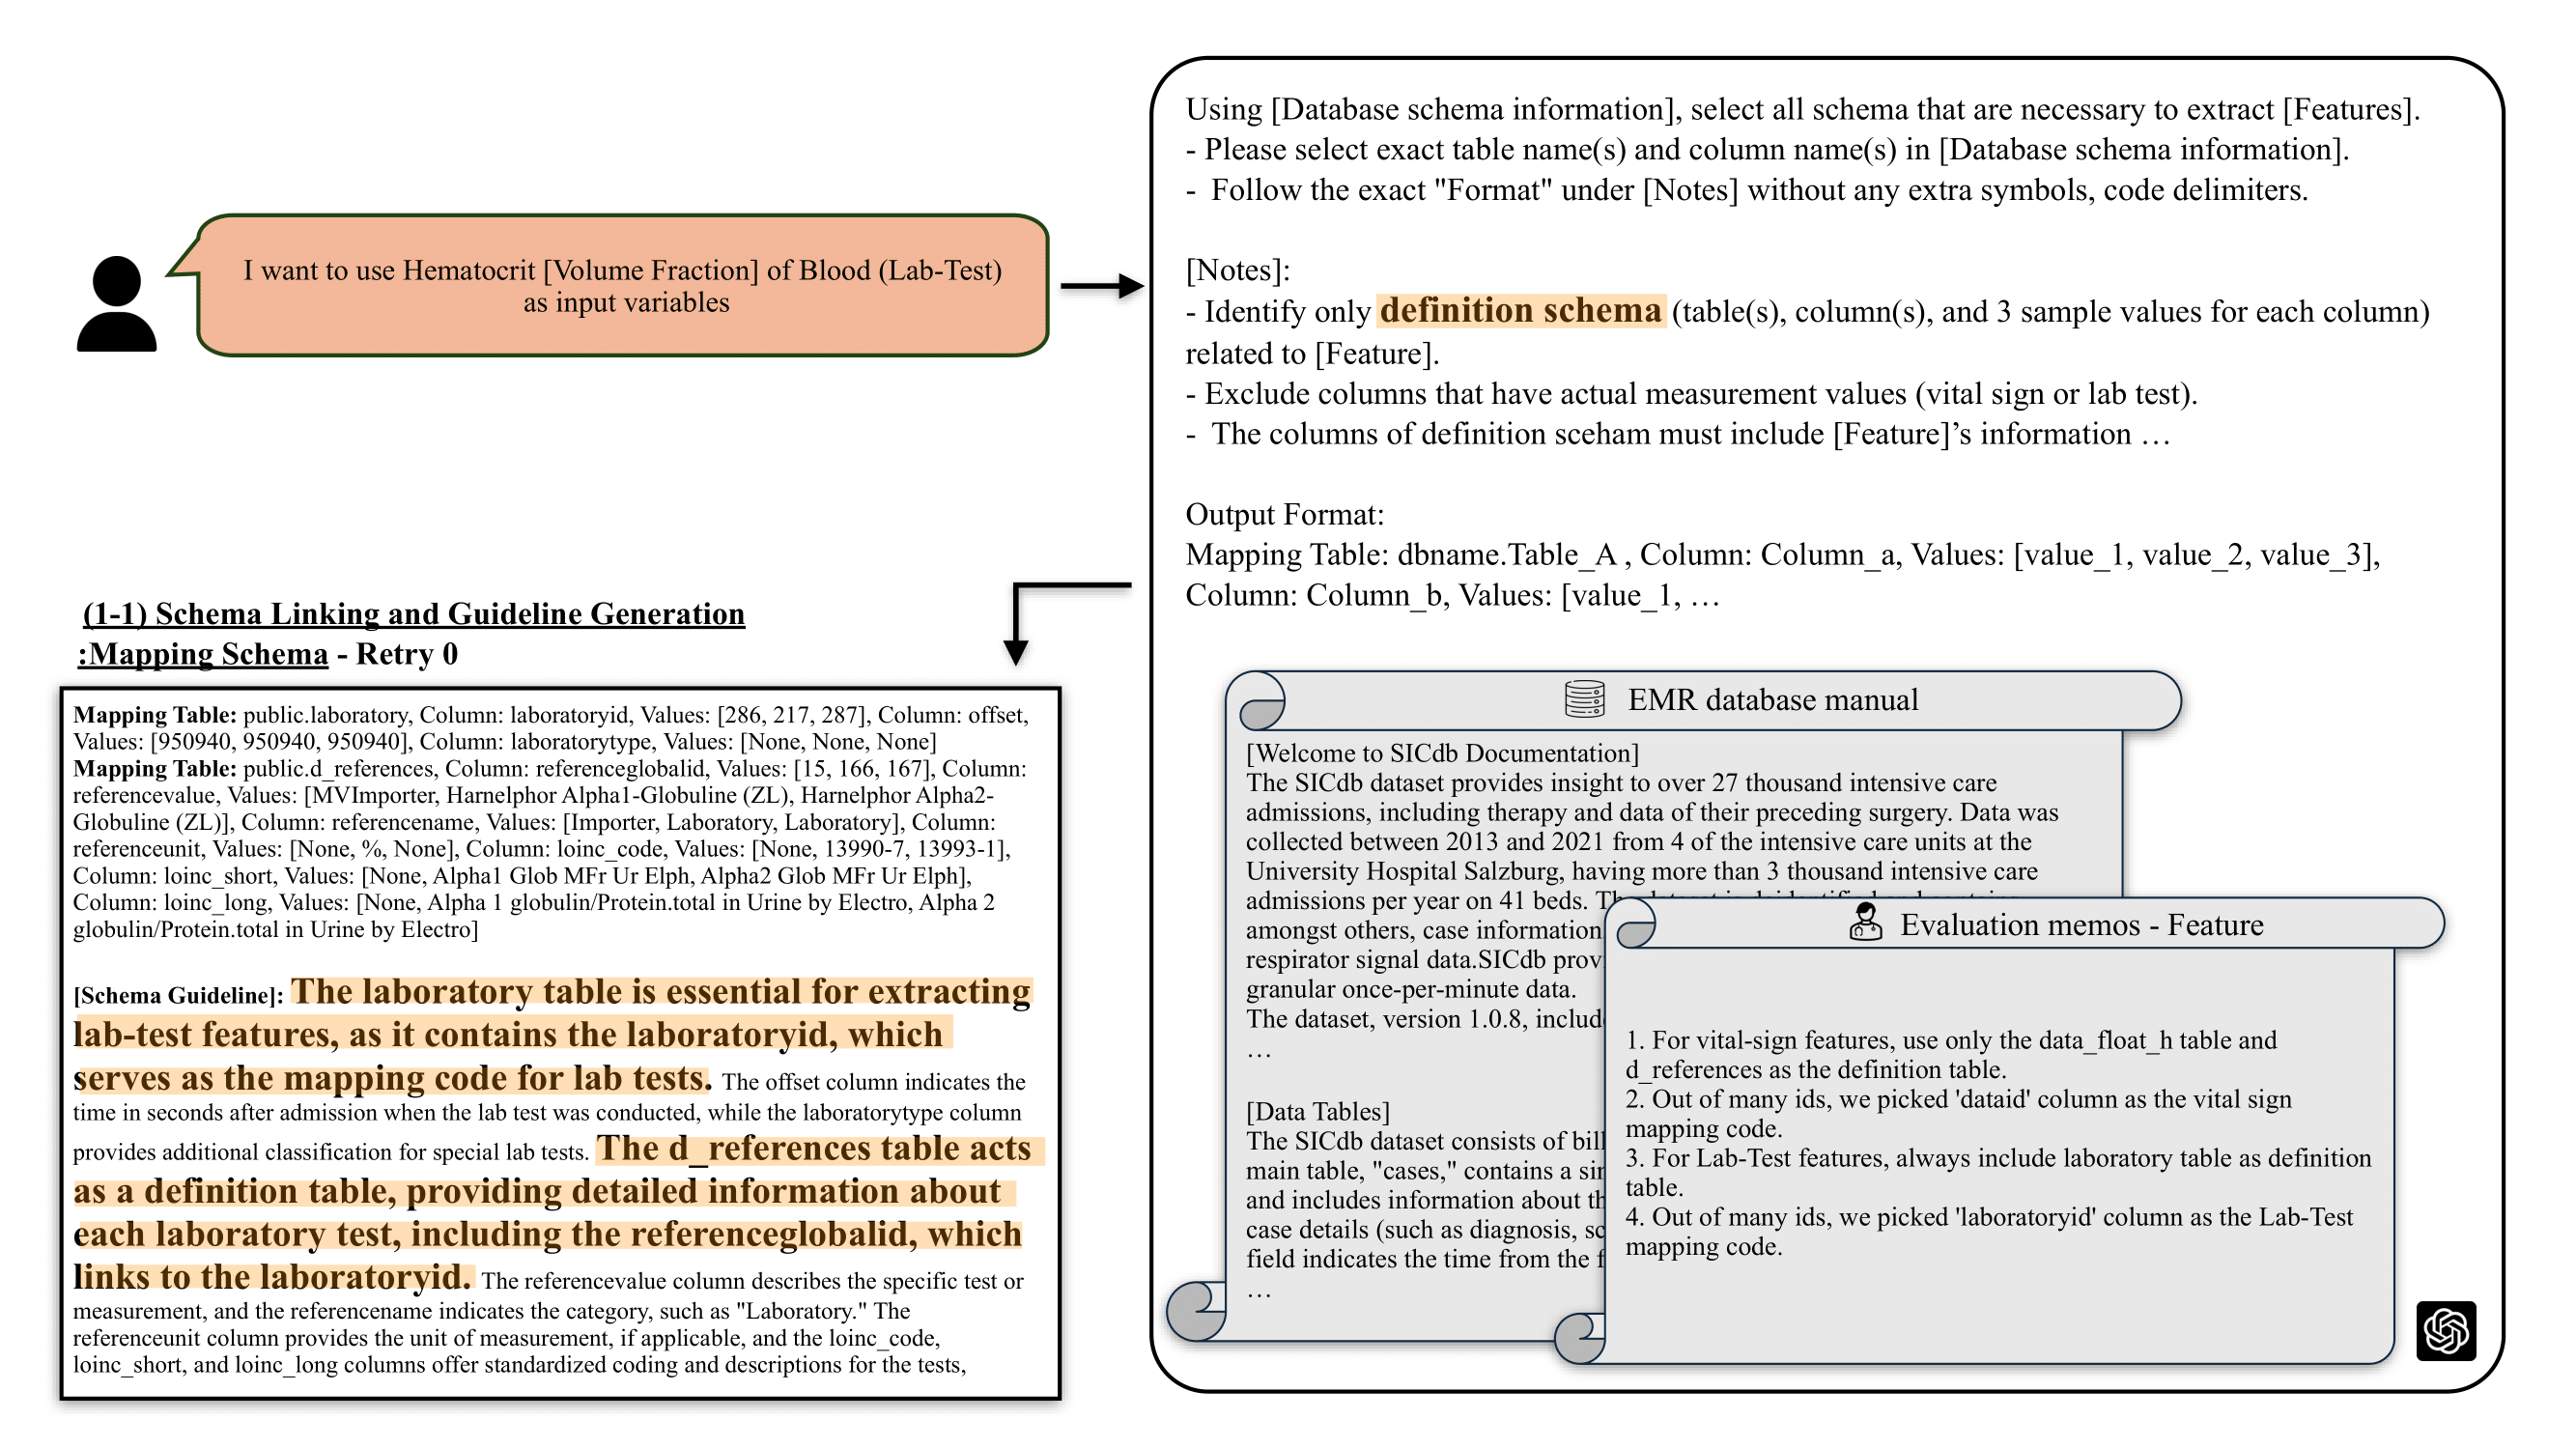 I want to use Hematocrit [Volume Fraction] of Blood (Lab-Test)
as input variables
Using [Database schema information], select all schema that are necessary to extract [Features].
- Please select exact table name(s) and column name(s) in [Database schema information].
- Follow the exact "Format" under [Notes] without any extra symbols, code delimiters.
[Notes]:
- Identify only definition schema (table(s), column(s), and 3 sample values for each column)
related to [Feature].
- Exclude columns that have actual measurement values (vital sign or lab test).
- The columns of definition sceham must include [Feature]’s information …
Output Format:
Mapping Table: dbname.Table_A , Column: Column_a, Values: [value_1, value_2, value_3],
Column: Column_b, Values: [value_1, …
EMR database manual
[Welcome to SICdb Documentation]
The SICdb dataset provides insight to over 27 thousand intensive care
admissions, including therapy and data of their preceding surgery. Data was
collected between 2013 and 2021 from 4 of the intensive care units at the
University Hospital Salzburg, having more than 3 thousand intensive care
admissions per year on 41 beds.
amongst others, case information
respirator signal data.SICdb prov
granular once-per-minute data.
The dataset, version 1.0.8, includ
…
[Data Tables]
The SICdb dataset consists of bil
main table, "cases," contains a sin
and includes information about th
case details (such as diagnosis, sc
field indicates the time from the f
…
Evaluation memos - Feature
1. For vital-sign features, use only the data_float_h table and
d_references as the definition table.
2. Out of many ids, we picked 'dataid' column as the vital sign
mapping code.
3. For Lab-Test features, always include laboratory table as definition
table.
4. Out of many ids, we picked 'laboratoryid' column as the Lab-Test
mapping code.
(1-1) Schema Linking and Guideline Generation
:Mapping Schema - Retry 0
Mapping Table: public.laboratory, Column: laboratoryid, Values: [286, 217, 287], Column: offset,
Values: [950940, 950940, 950940], Column: laboratorytype, Values: [None, None, None]
Mapping Table: public.d_references, Column: referenceglobalid, Values: [15, 166, 167], Column:
referencevalue, Values: [MVImporter, Harnelphor Alpha1-Globuline (ZL), Harnelphor Alpha2-
Globuline (ZL)], Column: referencename, Values: [Importer, Laboratory, Laboratory], Column:
referenceunit, Values: [None, %, None], Column: loinc_code, Values: [None, 13990-7, 13993-1],
Column: loinc_short, Values: [None, Alpha1 Glob MFr Ur Elph, Alpha2 Glob MFr Ur Elph],
Column: loinc_long, Values: [None, Alpha 1 globulin/Protein.total in Urine by Electro, Alpha 2
globulin/Protein.total in Urine by Electro]
[Schema Guideline]: The laboratory table is essential for extracting
lab-test features, as it contains the laboratoryid, which
serves as the mapping code for lab tests. The offset column indicates the
time in seconds after admission when the lab test was conducted, while the laboratorytype column
provides additional classification for special lab tests. The d_references table acts
as a definition table, providing detailed information about
each laboratory test, including the referenceglobalid, which
links to the laboratoryid. The referencevalue column describes the specific test or
measurement, and the referencename indicates the category, such as "Laboratory." The
referenceunit column provides the unit of measurement, if applicable, and the loinc_code,
loinc_short, and loinc_long columns offer standardized coding and descriptions for the tests,